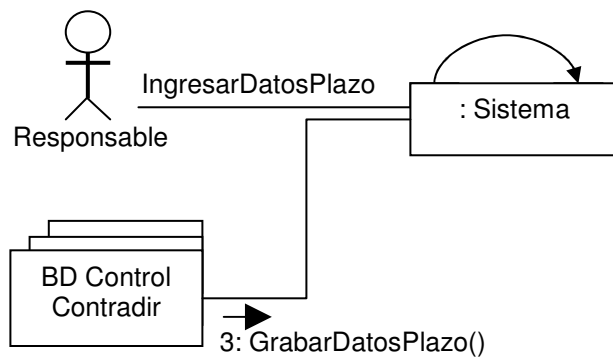 IngresarDatosPlazo
: Sistema
Responsable
BD Control
Contradir
3: GrabarDatosPlazo()